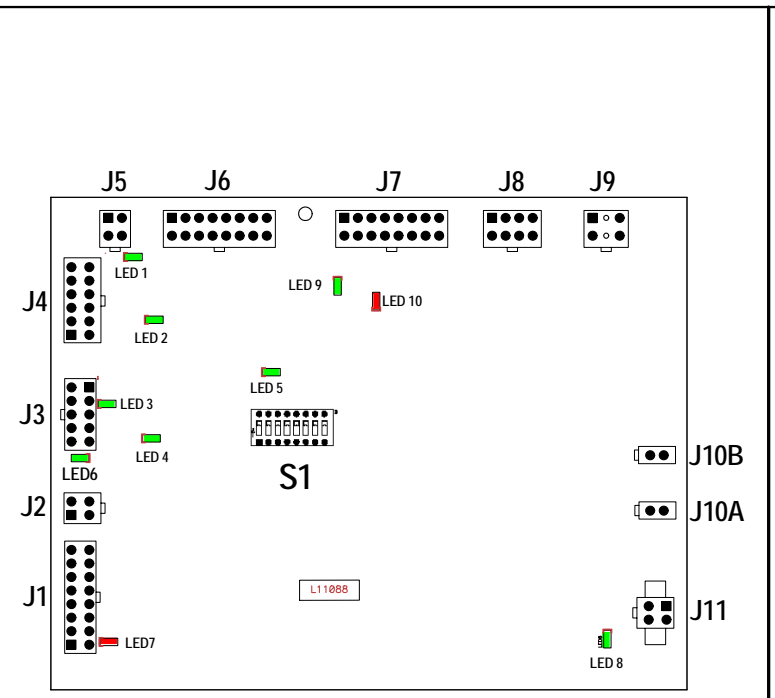 J5 J6 J7 J8 J9
LED 1
LED 9
LED 10
J4
LED 2
LED 5
LED 3
J3
LED 4
S1
J10B
LED6
J2
J10A
L11088
J1
J11
LED7
LED 8